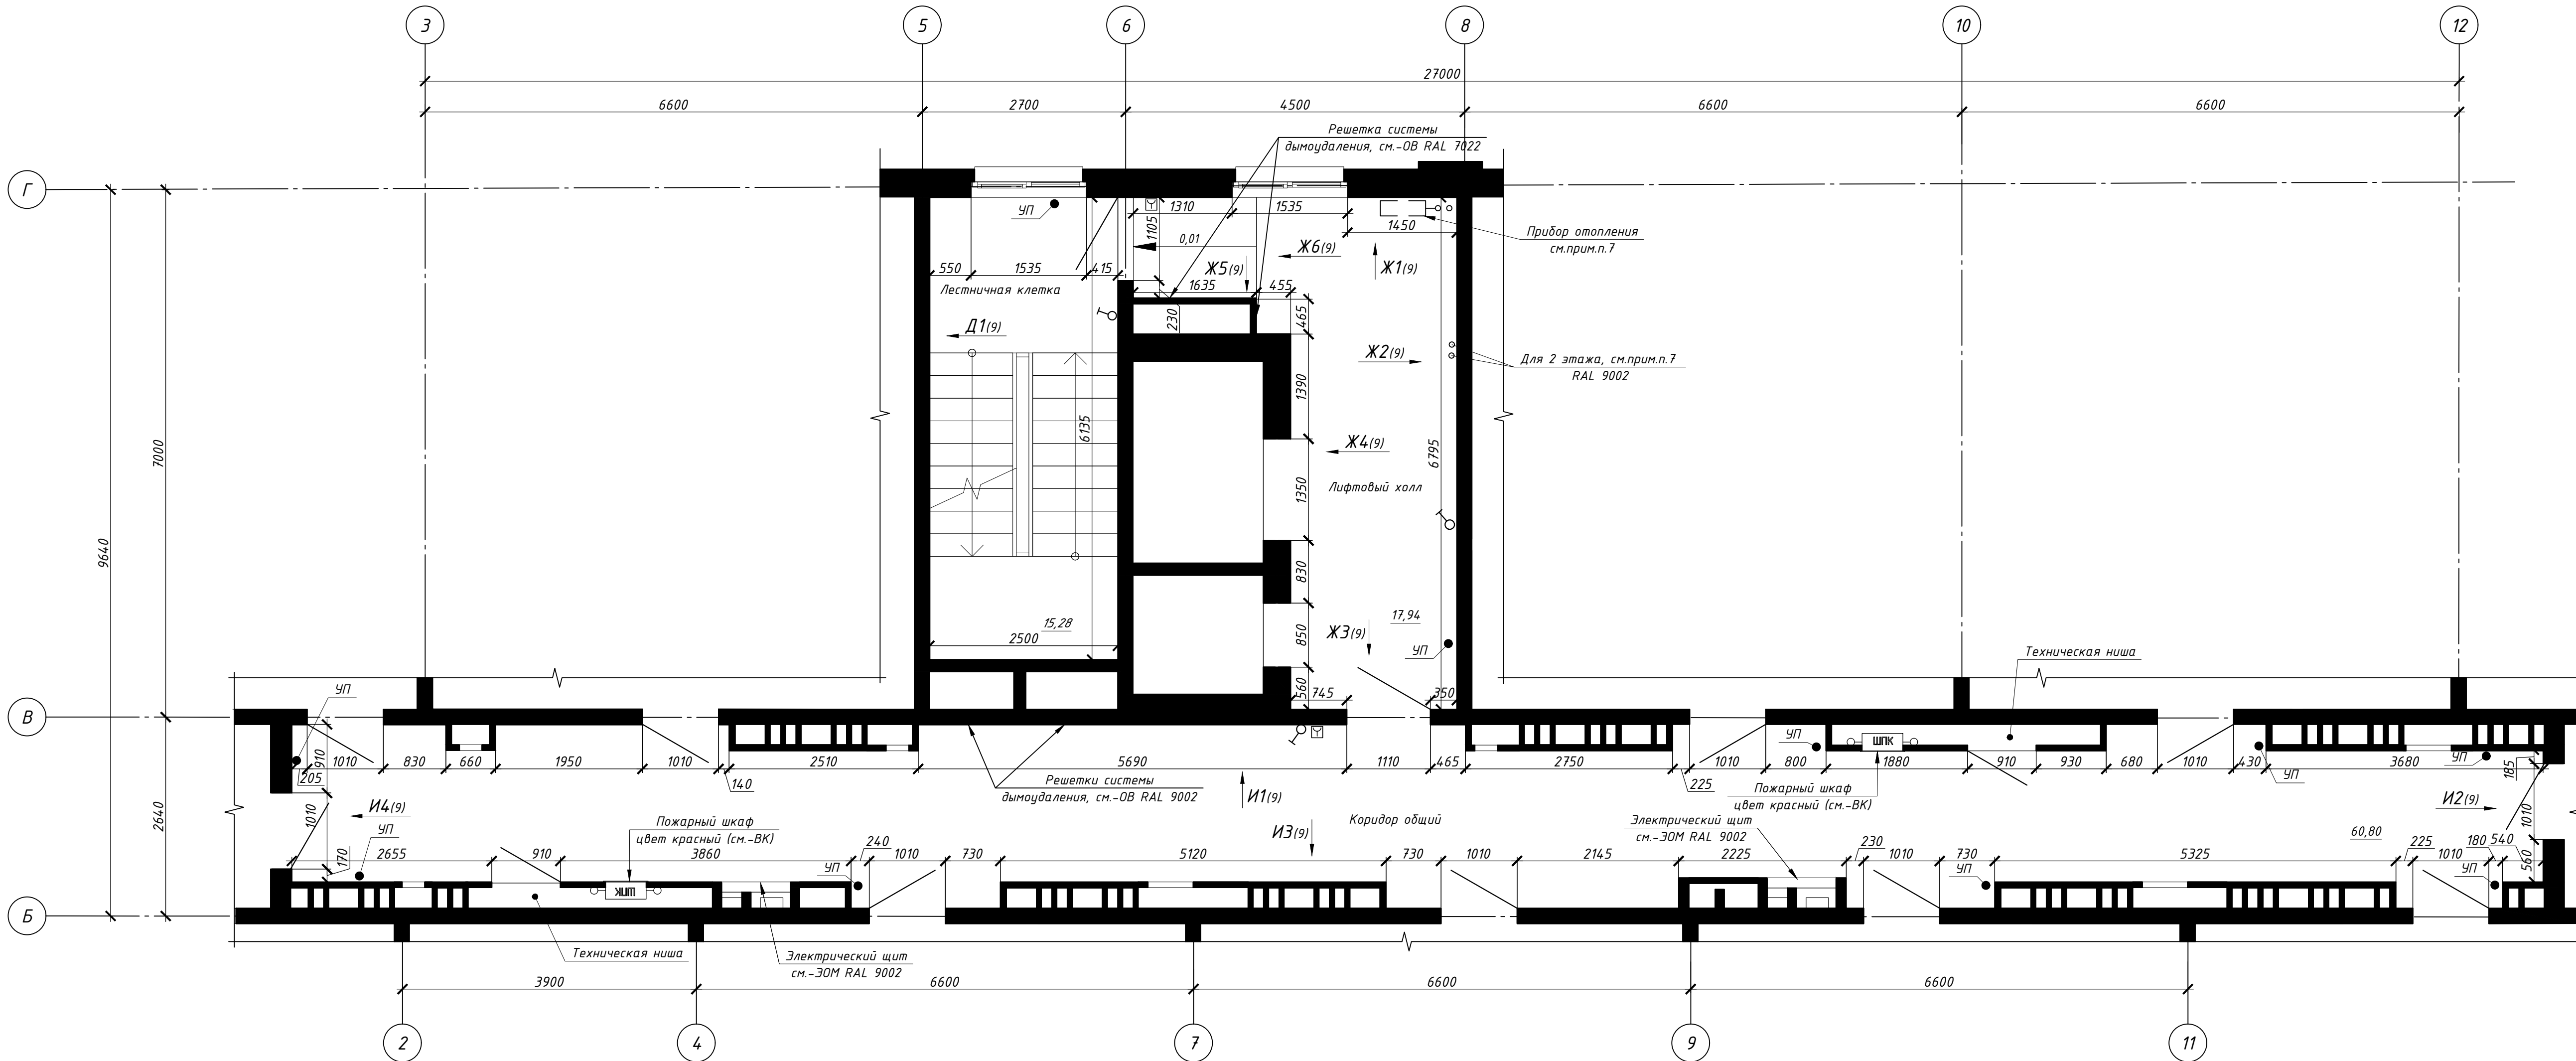 3
5
6
8
10
12
27000
6600
2700
4500
6600
6600
Решетка системы
дымоудаления, см.-ОВ RAL 7022
Г
УП
1310
1535
1105
0,01
1450
Прибор отопления
см.прим.п.7
Ж6(9)
Ж5(9)
Ж1(9)
550
1535
415
Лестничная клетка
1635
455
230
465
Д1(9)
Ж2(9)
Для 2 этажа, см.прим.п.7
RAL 9002
1390
6135
6795
Ж4(9)
7000
9640
Лифтовый холл
1350
830
15,28
2500
17,94
850
Ж3(9)
УП
560
745
350
Техническая ниша
УП
В
910
205
1010
830
660
1950
1010
140
2510
5690
1110
465
2750
225
1010
УП
800
ШПК
1880
910
930
680
1010
430
УП
3680
УП
185
Решетки системы
дымоудаления, см.-ОВ RAL 9002
И1(9)
Пожарный шкаф
цвет красный (см.-ВК)
И2(9)
1010
2640
1010
И4(9)
УП
Пожарный шкаф
цвет красный (см.-ВК)
И3(9)
Коридор общий
Электрический щит
см.-ЭОМ RAL 9002
60,80
170
2655
910
3860
УП
240
1010
730
5120
730
1010
2145
2225
230
1010
730
УП
5325
225
1010
180
540
УП
560
ШПК
Б
Техническая ниша
Электрический щит
см.-ЭОМ RAL 9002
3900
6600
6600
6600
2
4
7
9
11